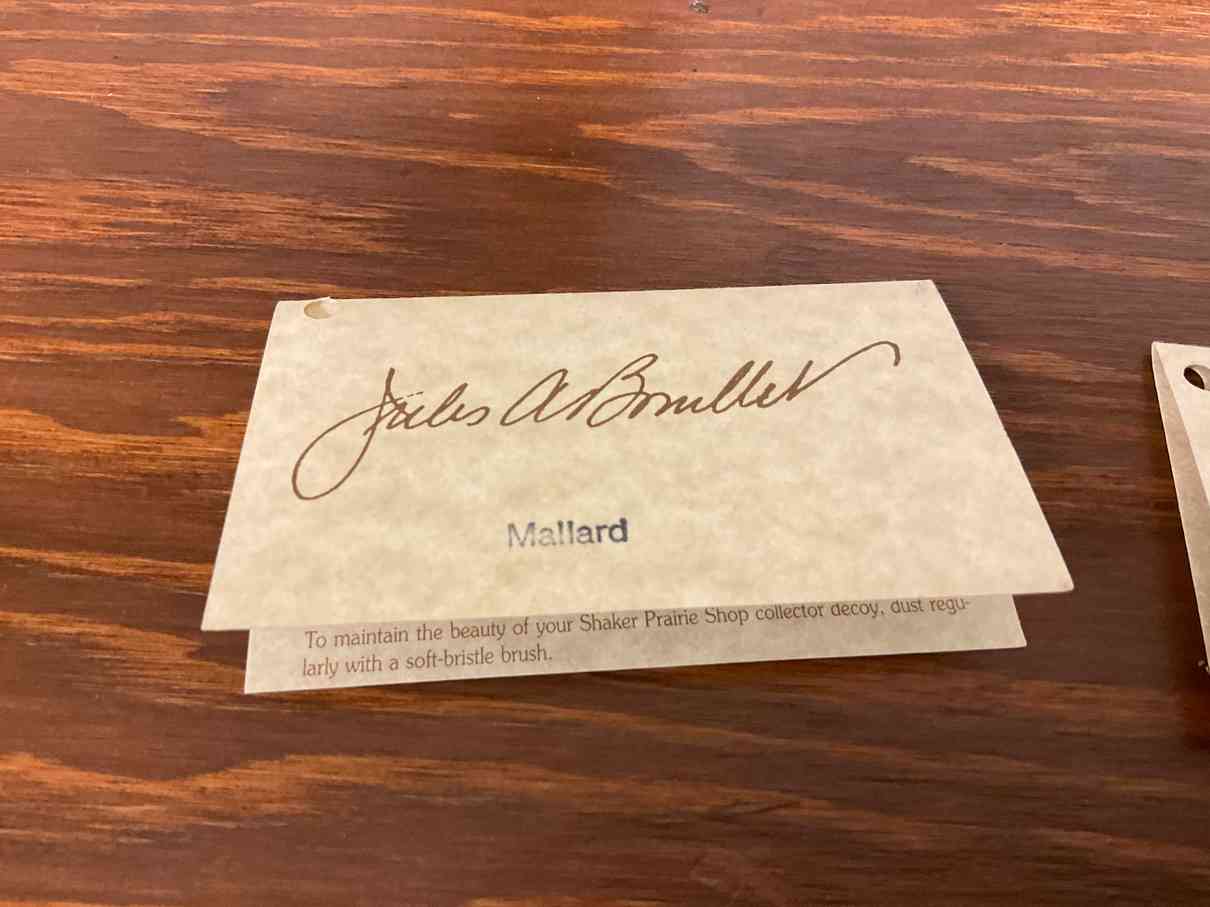 Jules A Bouillet
Mallard
To maintain the beauty of your Shaker Prairie Shop collector decoy, dust regu-
larly with a soft-bristle brush.